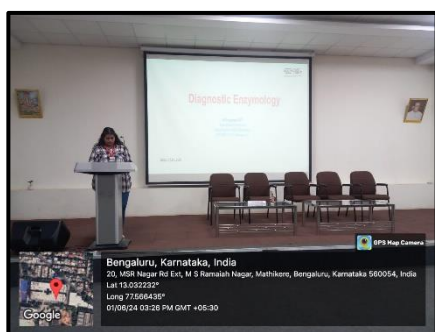 Diagnostic Enzymology
GPS Map Camera
Bengaluru, Karnataka, India
20, MSR Nagar Rd Ext, M S Ramaiah Nagar, Mathikere, Bengaluru, Karnataka 560054, India
Lat 13.032232°
Long 77.566435°
01/06/24 03:26 PM GMT +05:30
Google